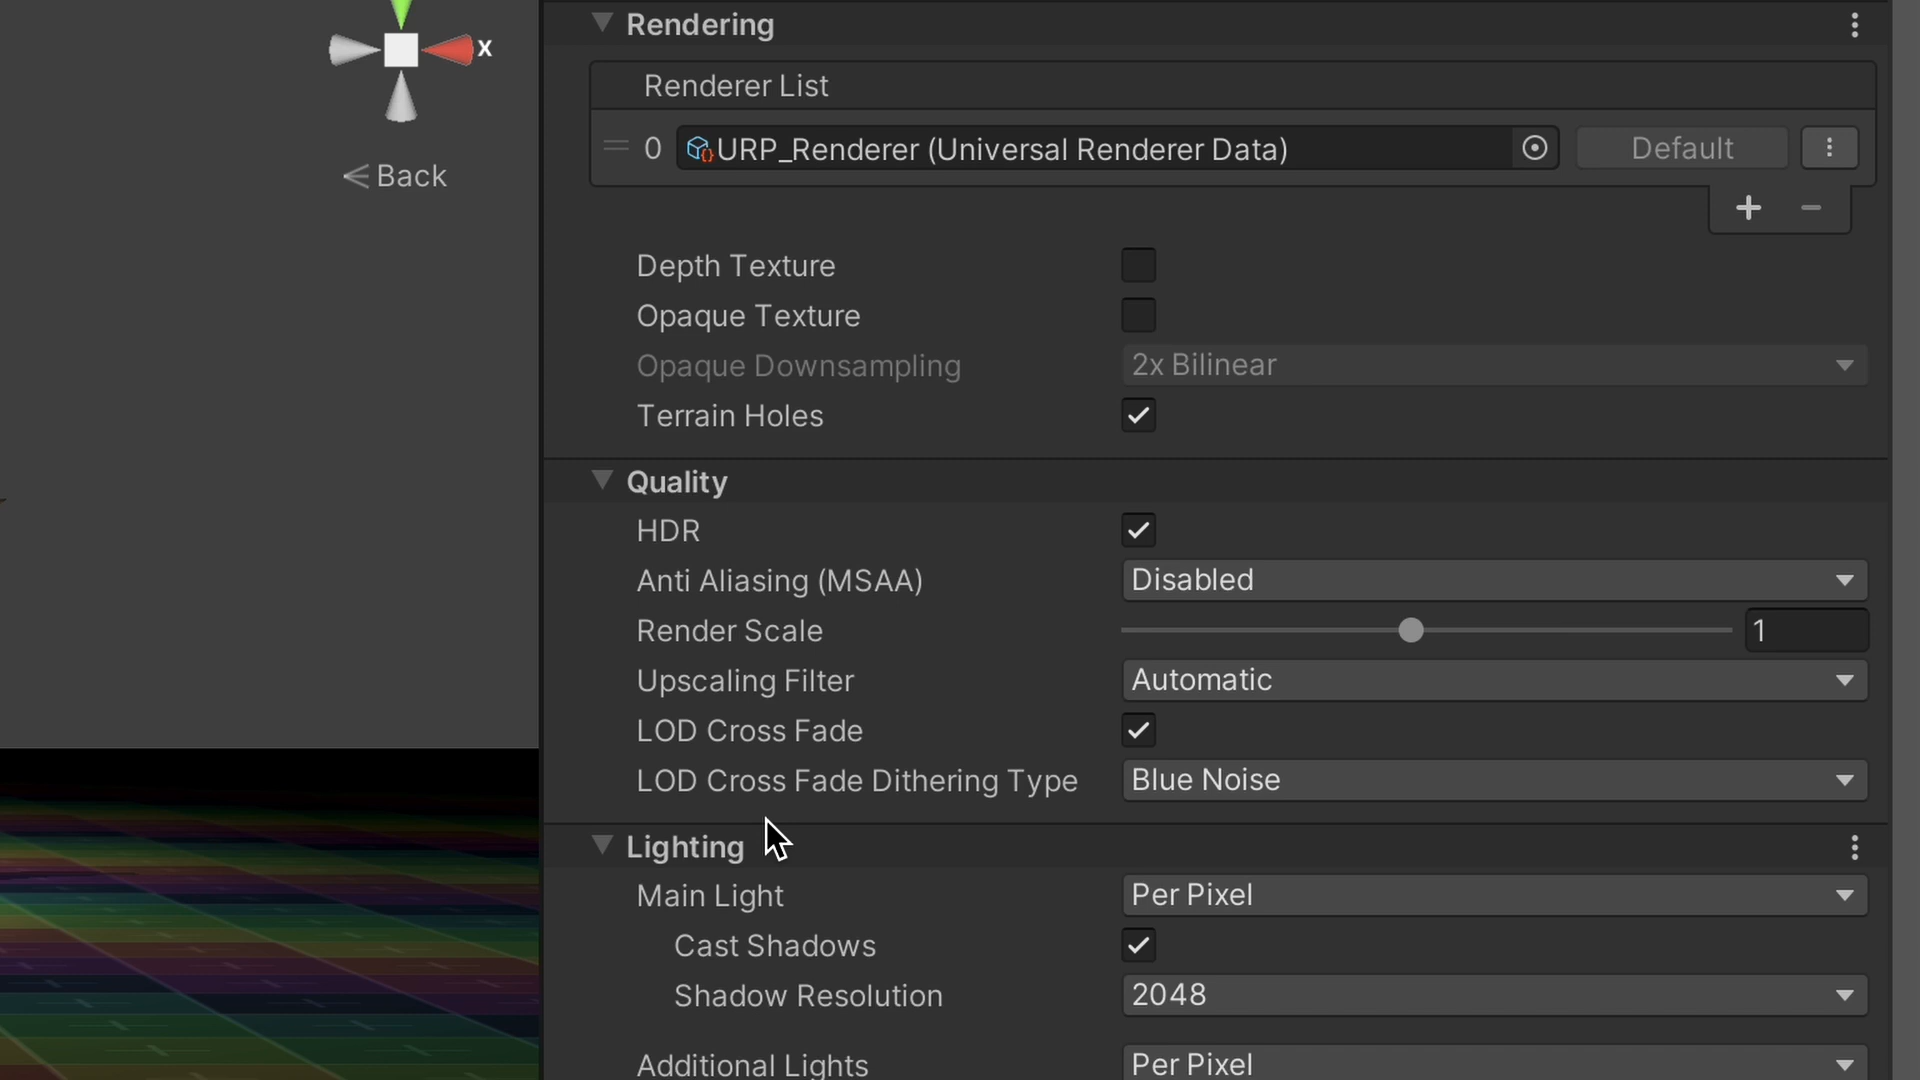 x
Back
Rendering
Renderer List
0 URP_Renderer (Universal Renderer Data) Default
Depth Texture
Opaque Texture
Opaque Downsampling 2x Bilinear
Terrain Holes
Quality
HDR
Anti Aliasing (MSAA) Disabled
Render Scale 1
Upscaling Filter Automatic
LOD Cross Fade
LOD Cross Fade Dithering Type Blue Noise
Lighting
Main Light Per Pixel
Cast Shadows
Shadow Resolution 2048
Additional Lights Per Pixel